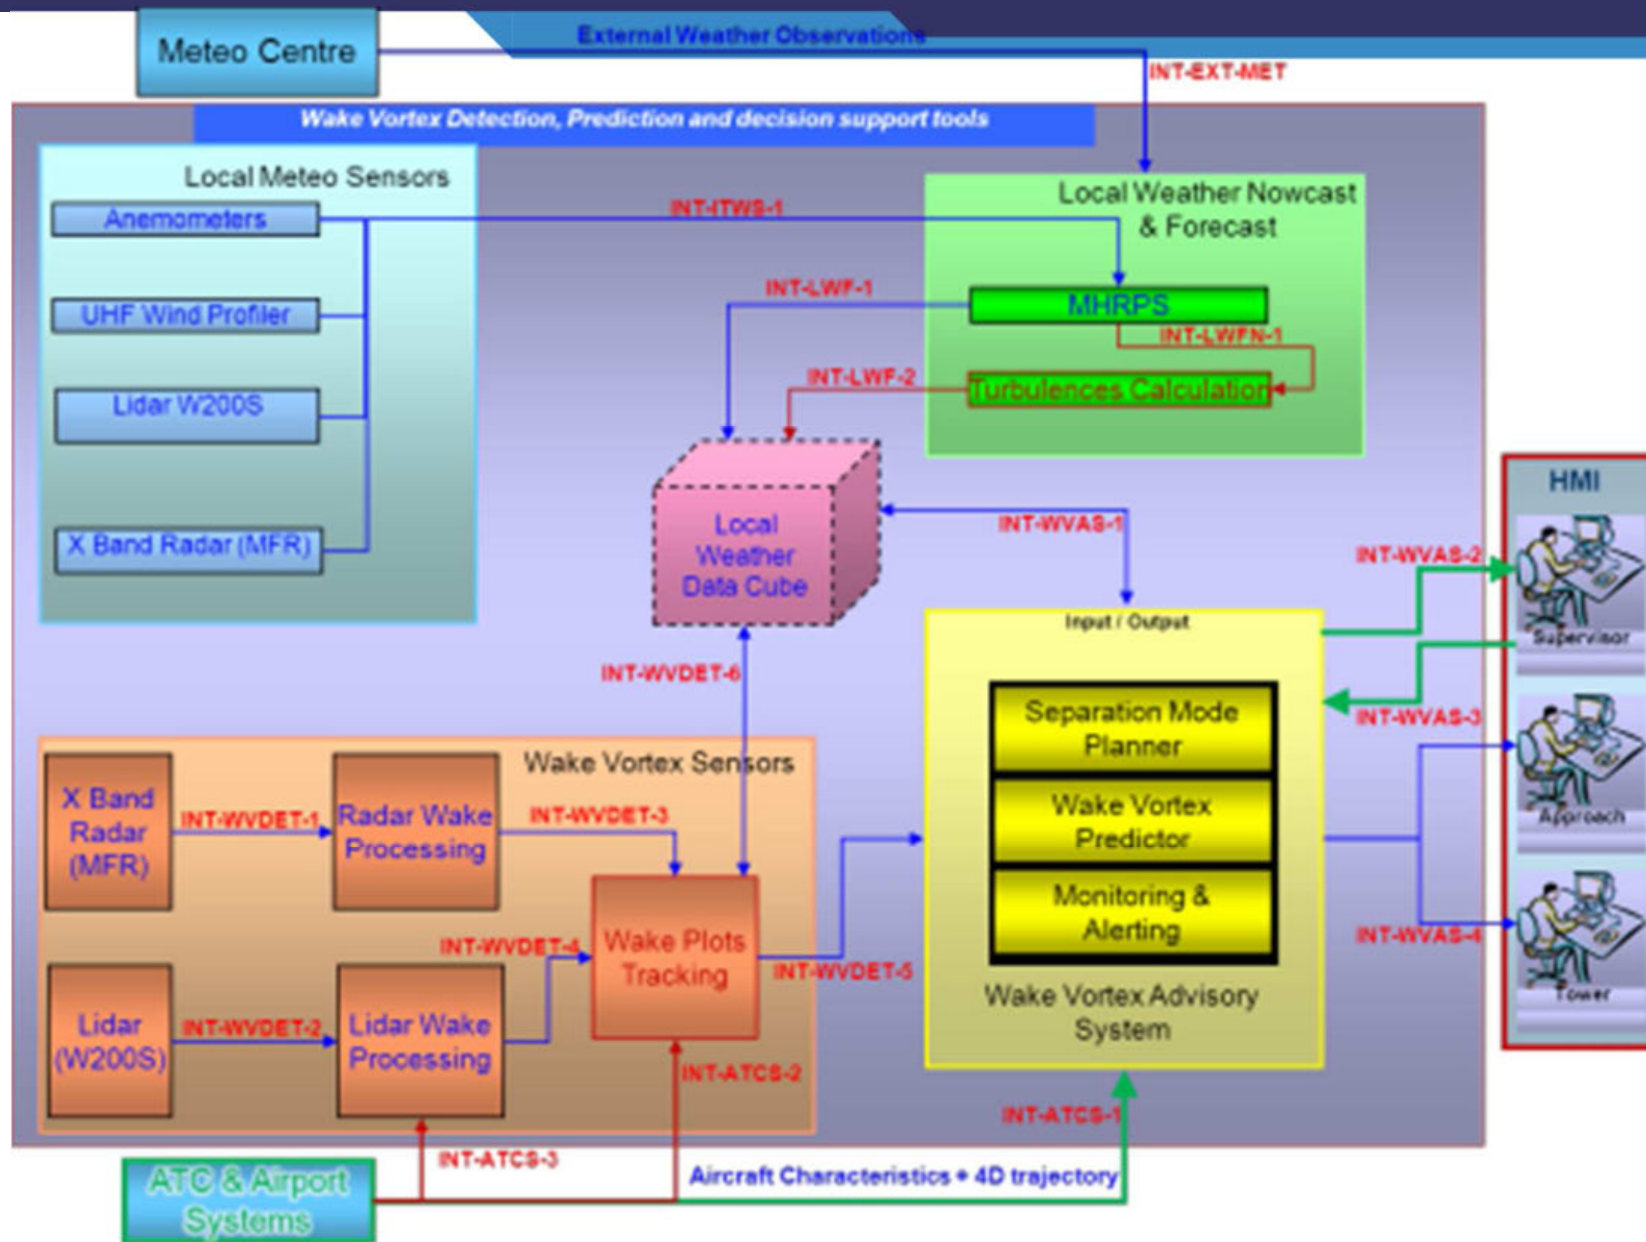 Meteo Centre
External Weather Observations
INT-EXT-MET
Wake Vortex Detection, Prediction and decision support tools
Local Meteo Sensors
Anemometers
UHF Wind Profiler
Lidar W200S
X Band Radar (MFR)
INT-ITWS-1
Local Weather Nowcast
& Forecast
MHRPS
INT-LWFN-1
Turbulences Calculation
INT-LWF-1
INT-LWF-2
Local
Weather
Data Cube
INT-WVAS-1
INT-WVDET-6
HMI
INT-WVAS-2
Supervisor
INT-WVAS-3
Approach
INT-WVAS-4
Tower
Input / Output
Separation Mode
Planner
Wake Vortex
Predictor
Monitoring &
Alerting
Wake Vortex Advisory
System
Wake Vortex Sensors
X Band
Radar
(MFR)
INT-WVDET-1
Radar Wake
Processing
INT-WVDET-3
Lidar
(W200S)
INT-WVDET-2
Lidar Wake
Processing
INT-WVDET-4
Wake Plots
Tracking
INT-WVDET-5
INT-ATCS-2
INT-ATCS-1
INT-ATCS-3
ATC & Airport
Systems
Aircraft Characteristics + 4D trajectory